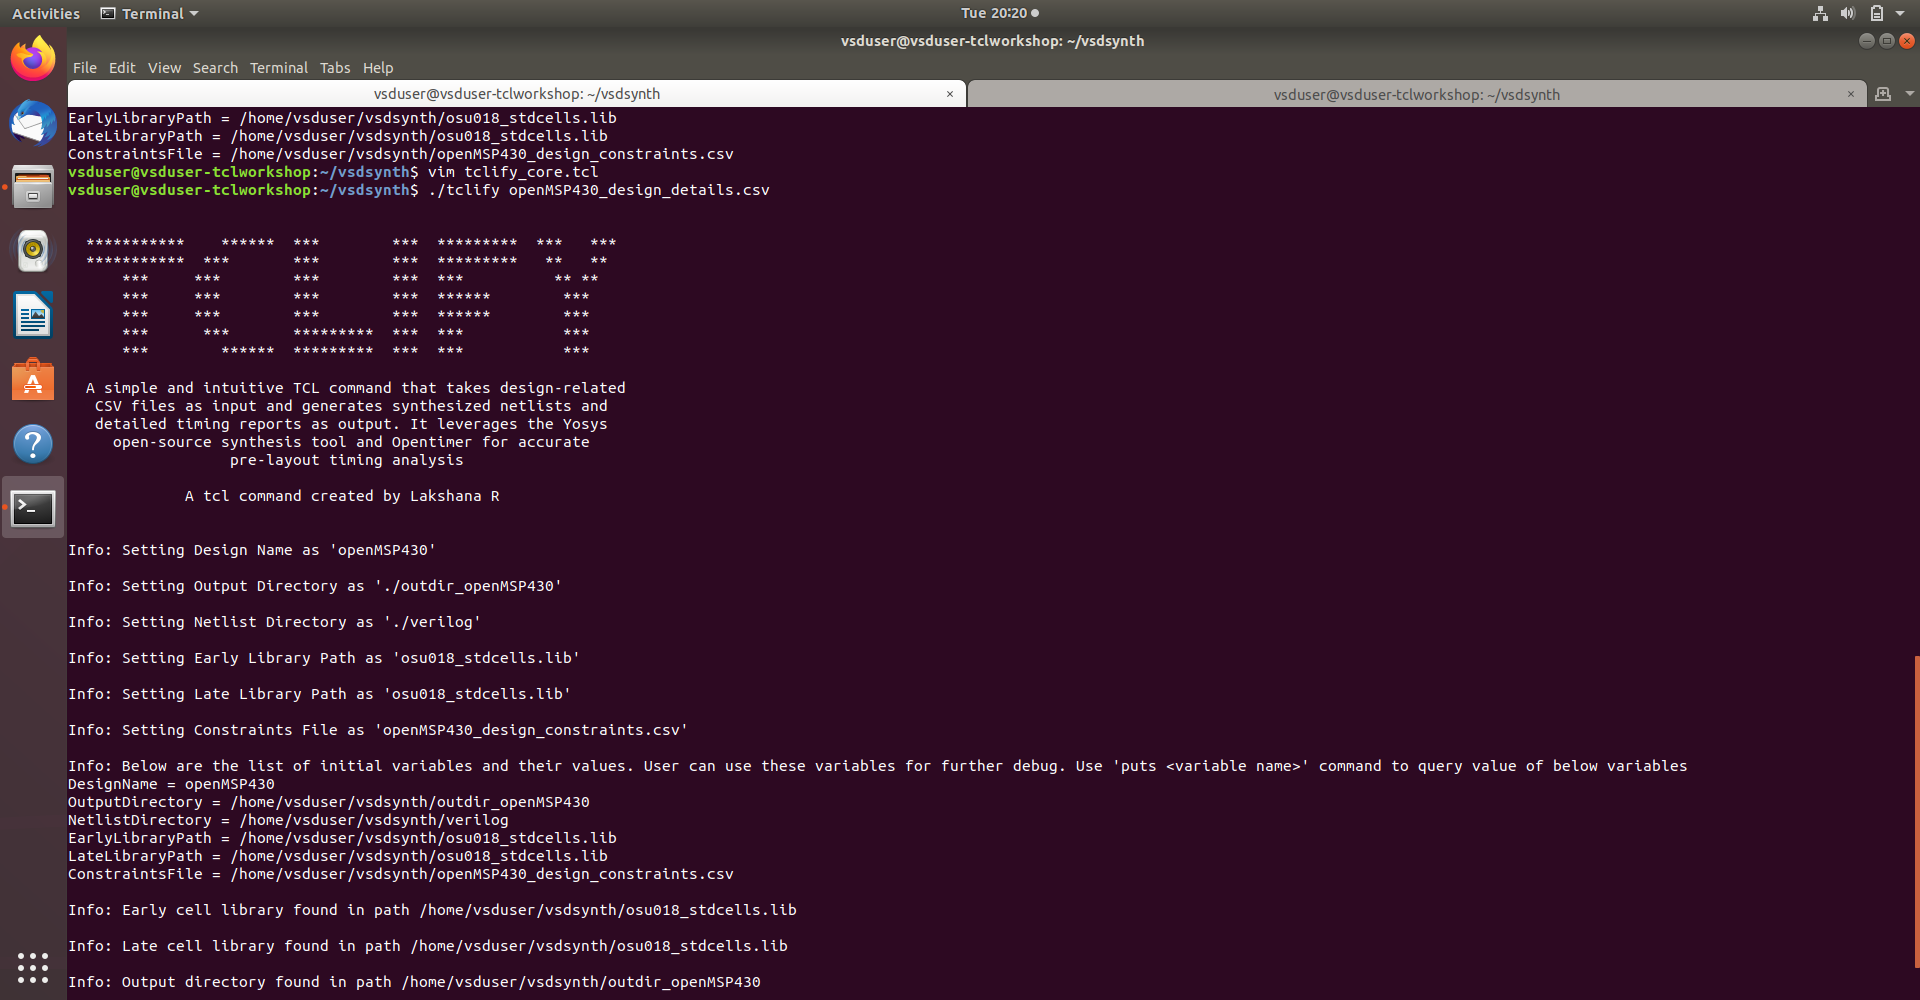 Activities
Terminal
Tue 20:20
vsduser@vsduser-tclworkshop: ~/vsdsynth
File Edit View Search Terminal Tabs Help
vsduser@vsduser-tclworkshop: ~/vsdsynth ×
vsduser@vsduser-tclworkshop: ~/vsdsynth ×
EarlyLibraryPath = /home/vsduser/vsdsynth/osu018_stdcells.lib
LateLibraryPath = /home/vsduser/vsdsynth/osu018_stdcells.lib
ConstraintsFile = /home/vsduser/vsdsynth/openMSP430_design_constraints.csv
vsduser@vsduser-tclworkshop:~/vsdsynth$ vim tclify_core.tcl
vsduser@vsduser-tclworkshop:~/vsdsynth$ ./tclify openMSP430_design_details.csv
  ***********    ******  ***        ***  *********  ***   ***
  ***********  ***       ***        ***  *********   **   **
      ***     ***        ***        ***  ***          ** **
      ***     ***        ***        ***  ******        ***
      ***     ***        ***        ***  ******        ***
      ***      ***       *********  ***  ***           ***
      ***        ******  *********  ***  ***           ***
A simple and intuitive TCL command that takes design-related
CSV files as input and generates synthesized netlists and
detailed timing reports as output. It leverages the Yosys
open-source synthesis tool and Opentimer for accurate
pre-layout timing analysis
A tcl command created by Lakshana R
Info: Setting Design Name as 'openMSP430'
Info: Setting Output Directory as './outdir_openMSP430'
Info: Setting Netlist Directory as './verilog'
Info: Setting Early Library Path as 'osu018_stdcells.lib'
Info: Setting Late Library Path as 'osu018_stdcells.lib'
Info: Setting Constraints File as 'openMSP430_design_constraints.csv'
Info: Below are the list of initial variables and their values. User can use these variables for further debug. Use 'puts <variable name>' command to query value of below variables
DesignName = openMSP430
OutputDirectory = /home/vsduser/vsdsynth/outdir_openMSP430
NetlistDirectory = /home/vsduser/vsdsynth/verilog
EarlyLibraryPath = /home/vsduser/vsdsynth/osu018_stdcells.lib
LateLibraryPath = /home/vsduser/vsdsynth/osu018_stdcells.lib
ConstraintsFile = /home/vsduser/vsdsynth/openMSP430_design_constraints.csv
Info: Early cell library found in path /home/vsduser/vsdsynth/osu018_stdcells.lib
Info: Late cell library found in path /home/vsduser/vsdsynth/osu018_stdcells.lib
Info: Output directory found in path /home/vsduser/vsdsynth/outdir_openMSP430